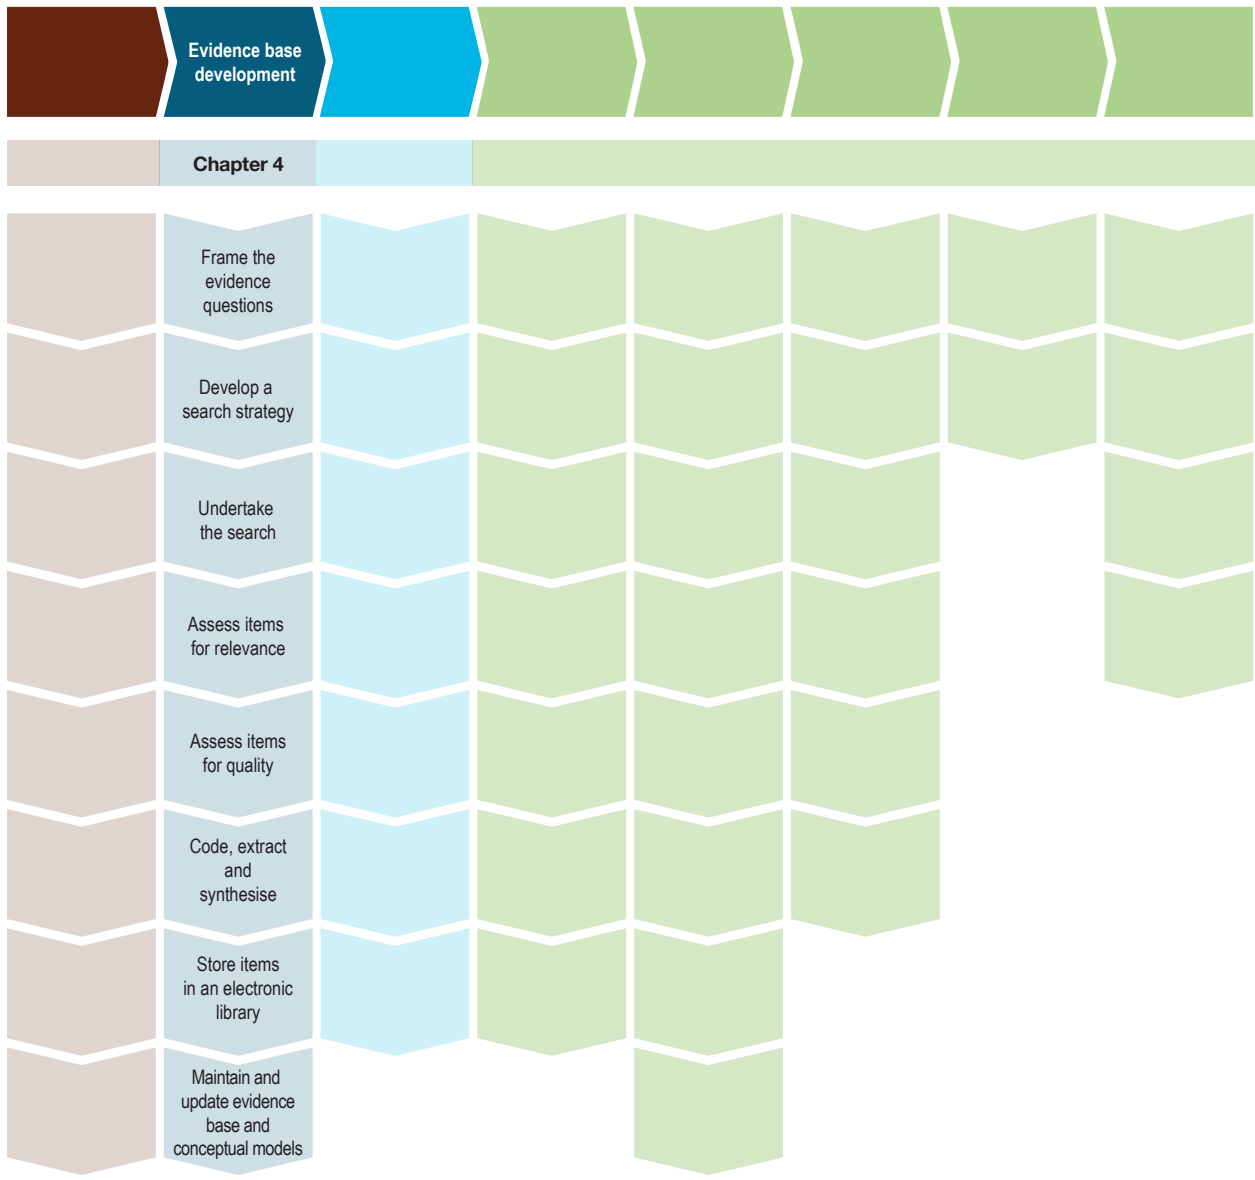 Evidence base
development
Chapter 4
Frame the
evidence
questions
Develop a
search strategy
Undertake
the search
Assess items
for relevance
Assess items
for quality
Code, extract
and
synthesise
Store items
in an electronic
library
Maintain and
update evidence
base and
conceptual models